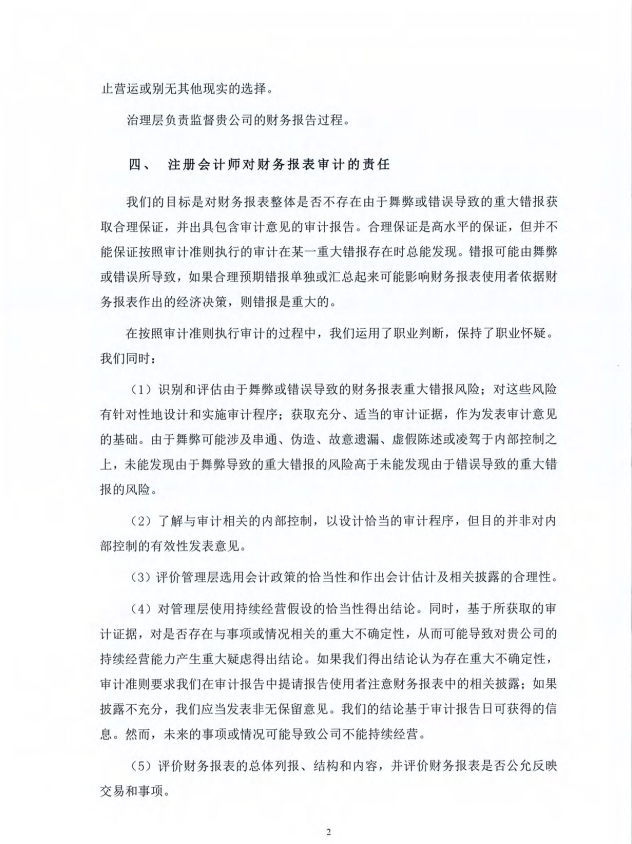 止营运或别无其他现实的选择。
治理层负责监督贵公司的财务报告过程。
四、 注册会计师对财务报表审计的责任
我们的目标是对财务报表整体是否不存在由于舞弊或错误导致的重大错报获
取合理保证，并出具包含审计意见的审计报告。合理保证是高水平的保证，但并不
能保证按照审计准则执行的审计在某一重大错报存在时总能发现。错报可能由舞弊
或错误所导致，如果合理预期错报单独或汇总起来可能影响财务报表使用者依据财
务报表作出的经济决策，则错报是重大的。
在按照审计准则执行审计的过程中，我们运用了职业判断，保持了职业怀疑。
我们同时：
（1）识别和评估由于舞弊或错误导致的财务报表重大错报风险；对这些风险
有针对性地设计和实施审计程序；获取充分、适当的审计证据，作为发表审计意见
的基础。由于舞弊可能涉及串通、伪造、故意遗漏、虚假陈述或凌驾于内部控制之
上，未能发现由于舞弊导致的重大错报的风险高于未能发现由于错误导致的重大错
报的风险。
（2）了解与审计相关的内部控制，以设计恰当的审计程序，但目的并非对内
部控制的有效性发表意见。
（3）评价管理层选用会计政策的恰当性和作出会计估计及相关披露的合理性。
（4）对管理层使用持续经营假设的恰当性得出结论。同时，基于所获取的审
计证据，对是否存在与事项或情况相关的重大不确定性，从而可能导致对贵公司的
持续经营能力产生重大疑虑得出结论。如果我们得出结论认为存在重大不确定性，
审计准则要求我们在审计报告中提请报告使用者注意财务报表中的相关披露；如果
披露不充分，我们应当发表非无保留意见。我们的结论基于审计报告日可获得的信
息。然而，未来的事项或情况可能导致公司不能持续经营。
（5）评价财务报表的总体列报、结构和内容，并评价财务报表是否公允反映
交易和事项。
2